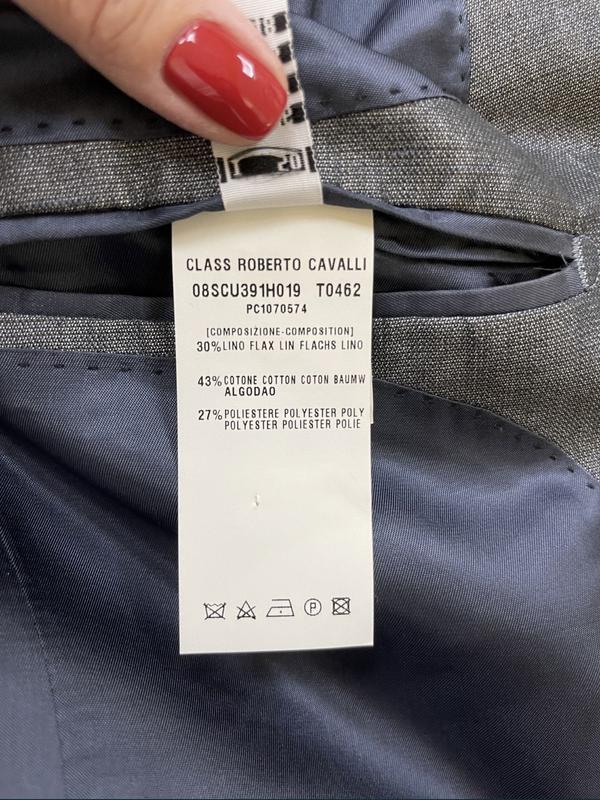 CLASS ROBERTO CAVALLI
08SCU391H019 T0462
PC1070574
[COMPOSIZIONE-COMPOSITION]
30% LINO FLAX LIN FLACHS LINO
43% COTONE COTTON COTON BAUMW
ALGODAO
27% POLIESTERE POLYESTER POLY
POLYESTER POLIESTER POLIE
P